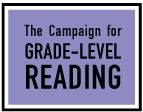 The Campaign for
GRADE-LEVEL
READING